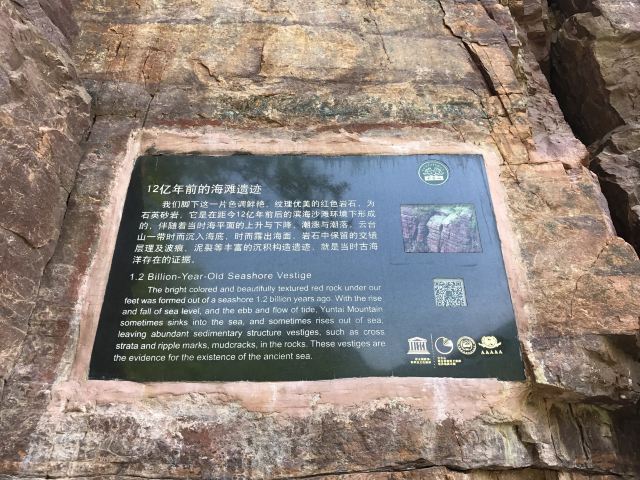 12亿年前的海滩遗迹
我们脚下这一片色调鲜艳、纹理优美的红色岩石，为
石英砂岩。它是在距今12亿年前后的滨海沙滩环境下形成
的，伴随着当时海平面的上升与下降、潮涨与潮落，云台
山一带时而沉入海底，时而露出海面，岩石中保留的交错
层理及波痕、泥裂等丰富的沉积构造遗迹，就是当时古海
洋存在的证据。
1.2 Billion-Year-Old Seashore Vestige
The bright colored and beautifully textured red rock under our
feet was formed out of a seashore 1.2 billion years ago. With the rise
and fall of sea level, and the ebb and flow of tide, Yuntai Mountain
sometimes sinks into the sea, and sometimes rises out of sea,
leaving abundant sedimentary structure vestiges, such as cross
strata and ripple marks, mudcracks, in the rocks. These vestiges are
the evidence for the existence of the ancient sea.
AAAAA